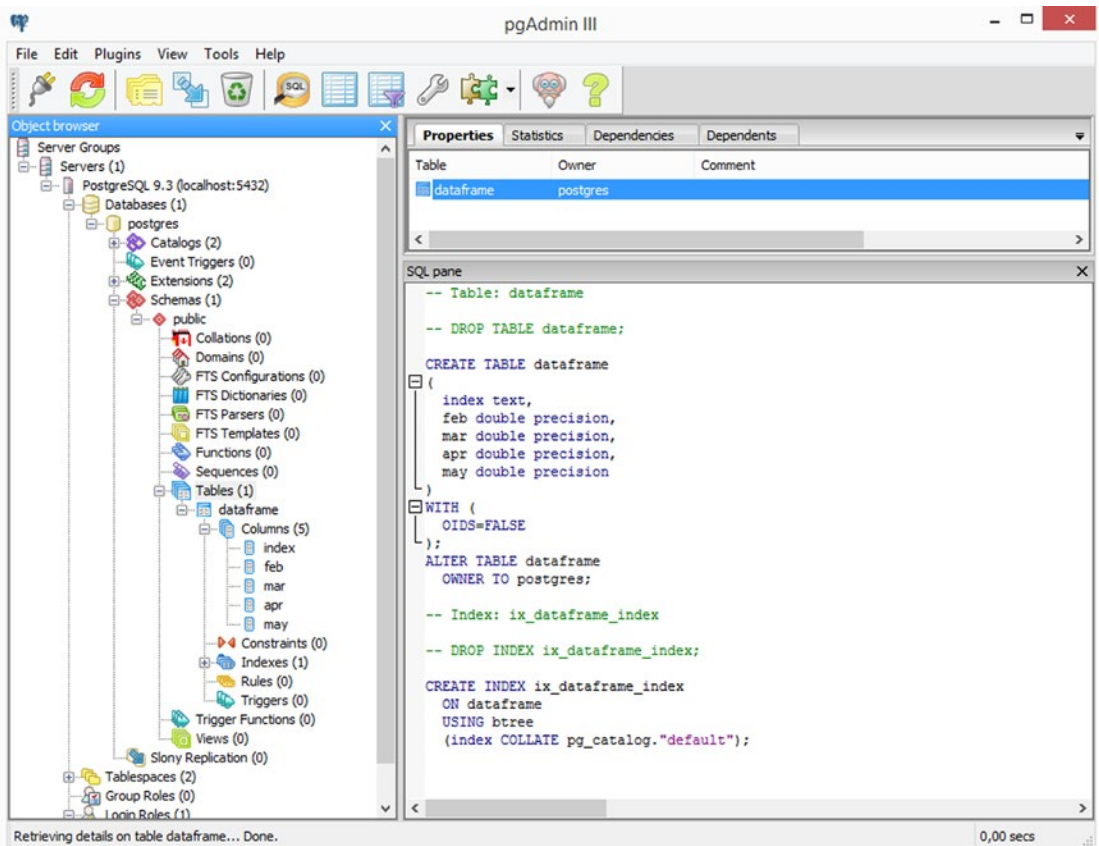 pgAdmin III
File Edit Plugins View Tools Help
SQL
Object browser
Server Groups
Servers (1)
PostgreSQL 9.3 (localhost:5432)
Databases (1)
postgres
Catalogs (2)
Event Triggers (0)
Extensions (2)
Schemas (1)
public
Collations (0)
Domains (0)
FTS Configurations (0)
FTS Dictionaries (0)
FTS Parsers (0)
FTS Templates (0)
Functions (0)
Sequences (0)
Tables (1)
dataframe
Columns (5)
index
feb
mar
apr
may
Constraints (0)
Indexes (1)
Rules (0)
Triggers (0)
Trigger Functions (0)
Views (0)
Slony Replication (0)
Tablespaces (2)
Group Roles (0)
Login Roles (1)
Properties Statistics Dependencies Dependents
Table Owner Comment
dataframe postgres
SQL pane
-- Table: dataframe
-- DROP TABLE dataframe;
CREATE TABLE dataframe
(
index text,
feb double precision,
mar double precision,
apr double precision,
may double precision
)
WITH (
OIDS=FALSE
);
ALTER TABLE dataframe
OWNER TO postgres;
-- Index: ix_dataframe_index
-- DROP INDEX ix_dataframe_index;
CREATE INDEX ix_dataframe_index
ON dataframe
USING btree
(index COLLATE pg_catalog."default");
Retrieving details on table dataframe... Done.
0,00 secs